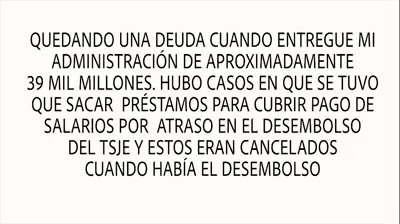 QUEDANDO UNA DEUDA CUANDO ENTREGUE MI
ADMINISTRACIÓN DE APROXIMADAMENTE
39 MIL MILLONES. HUBO CASOS EN QUE SE TUVO
QUE SACAR PRÉSTAMOS PARA CUBRIR PAGO DE
SALARIOS POR ATRASO EN EL DESEMBOLSO
DEL TSJE Y ESTOS ERAN CANCELADOS
CUANDO HABÍA EL DESEMBOLSO